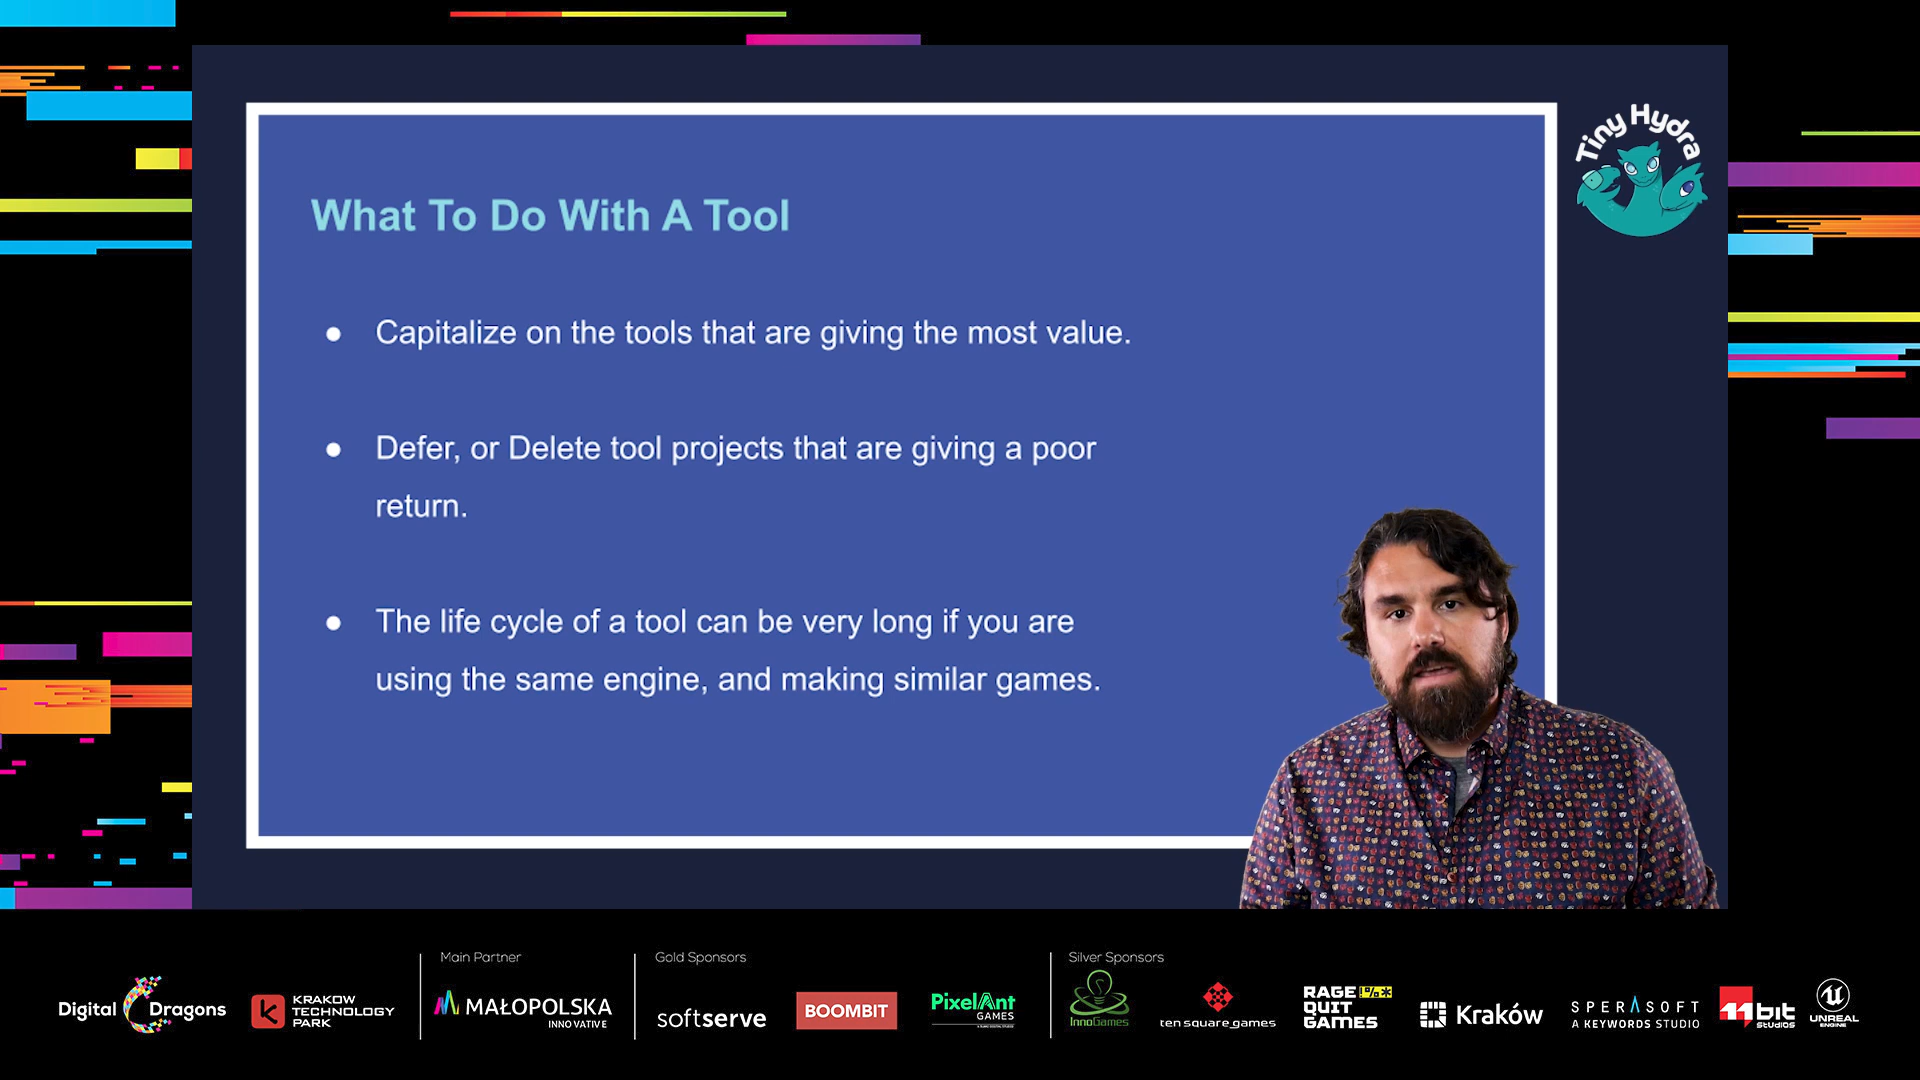 Tiny Hydra
What To Do With A Tool
● Capitalize on the tools that are giving the most value.
● Defer, or Delete tool projects that are giving a poor
return.
● The life cycle of a tool can be very long if you are
using the same engine, and making similar games.
Main Partner
Gold Sponsors
Silver Sponsors
Digital Dragons
KRAKOW
TECHNOLOGY
PARK
MAŁOPOLSKA
INNOVATIVE
softserve
BOOMBIT
PixelAnt
GAMES
InnoGames
ten square games
RAGE !%*
QUIT
GAMES
Kraków
SPERASOFT
A KEYWORDS STUDIO
11 bit
STUDIOS
UNREAL
ENGINE